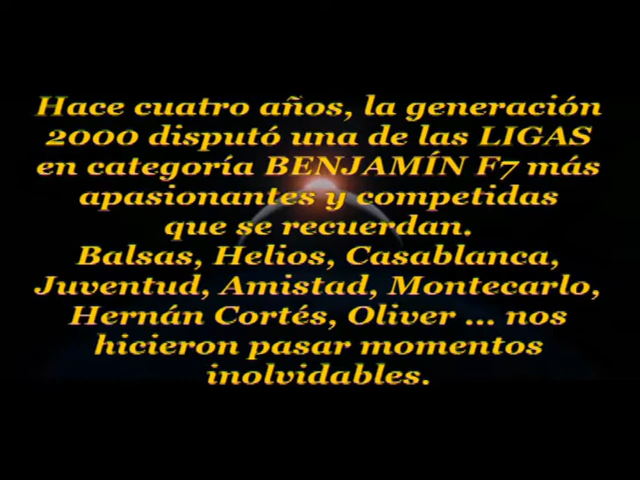 Hace cuatro años, la generación
2000 disputó una de las LIGAS
en categoría BENJAMÍN F7 más
apasionantes y competidas
que se recuerdan.
Balsas, Helios, Casablanca,
Juventud, Amistad, Montecarlo,
Hernán Cortés, Oliver ... nos
hicieron pasar momentos
inolvidables.